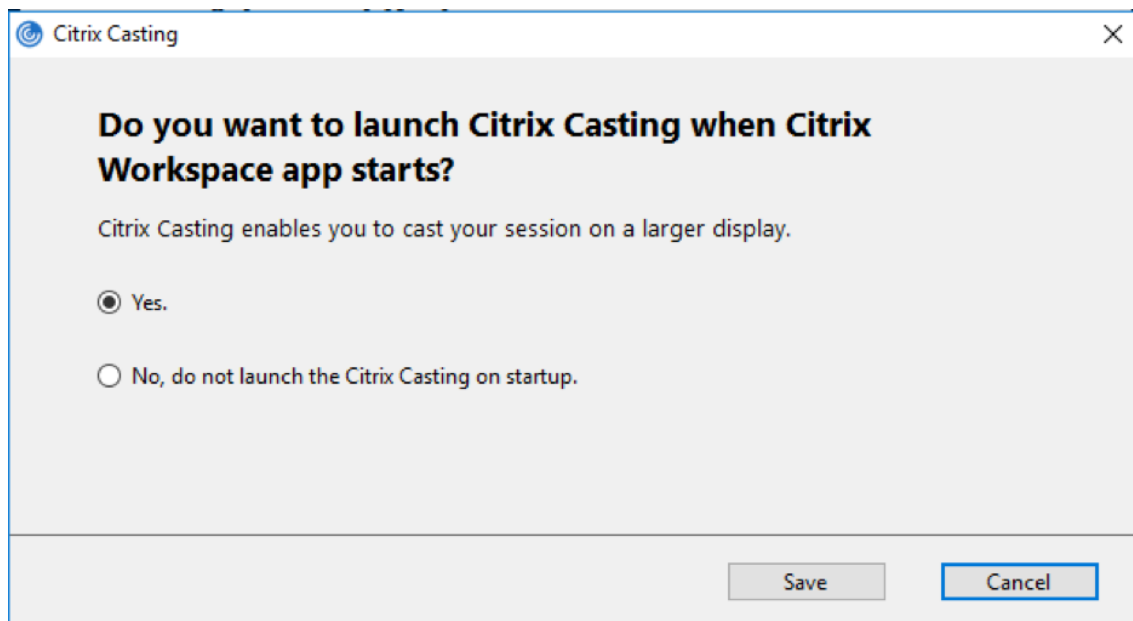 Citrix Casting
Do you want to launch Citrix Casting when Citrix
Workspace app starts?
Citrix Casting enables you to cast your session on a larger display.
Yes.
No, do not launch the Citrix Casting on startup.
Save
Cancel